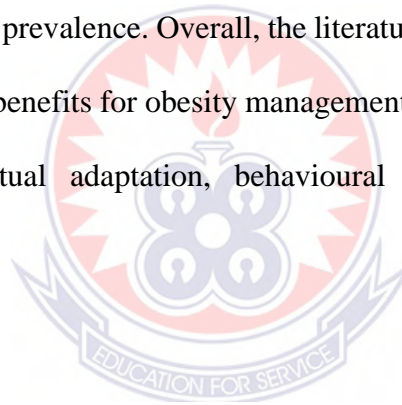 prevalence. Overall, the literatu
benefits for obesity management
tual adaptation, behavioural
EDUCATION FOR SERVICE